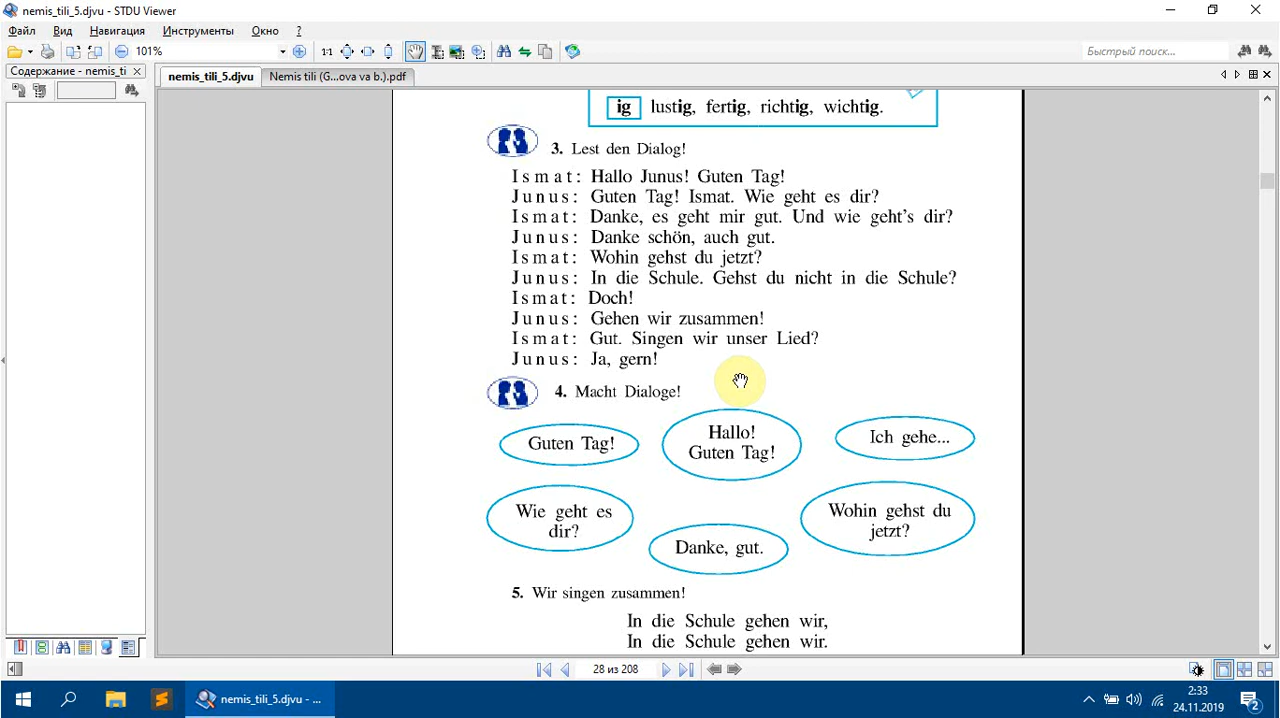 nemis_tili_5.djvu - STDU Viewer
Файл Вид Навигация Инструменты Окно ?
101% 1:1 Быстрый поиск...
Содержание - nemis_ti
nemis_tili_5.djvu Nemis tili (G...ova va b.).pdf
ig lustig, fertig, richtig, wichtig.
3. Lest den Dialog!
Ismat: Hallo Junus! Guten Tag!
Junus: Guten Tag! Ismat. Wie geht es dir?
Ismat: Danke, es geht mir gut. Und wie geht's dir?
Junus: Danke schön, auch gut.
Ismat: Wohin gehst du jetzt?
Junus: In die Schule. Gehst du nicht in die Schule?
Ismat: Doch!
Junus: Gehen wir zusammen!
Ismat: Gut. Singen wir unser Lied?
Junus: Ja, gern!
4. Macht Dialoge!
Guten Tag!
Hallo!
Guten Tag!
Ich gehe...
Wie geht es
dir?
Danke, gut.
Wohin gehst du
jetzt?
5. Wir singen zusammen!
In die Schule gehen wir,
In die Schule gehen wir.
28 из 208
nemis_tili_5.djvu - ...
2:33
24.11.2019
2